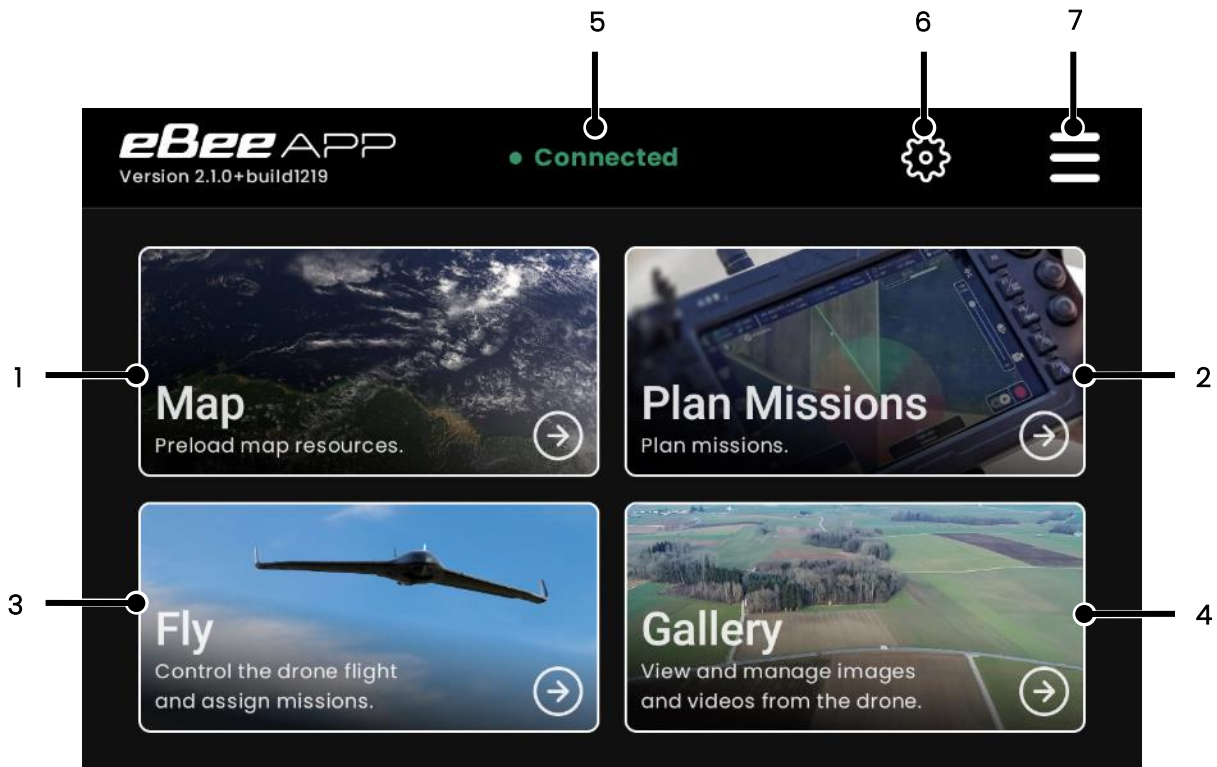 5 6 7
eBee APP
Version 2.1.0+build1219
Connected
1
Map
Preload map resources.
Plan Missions
Plan missions.
2
3
Fly
Control the drone flight
and assign missions.
Gallery
View and manage images
and videos from the drone.
4